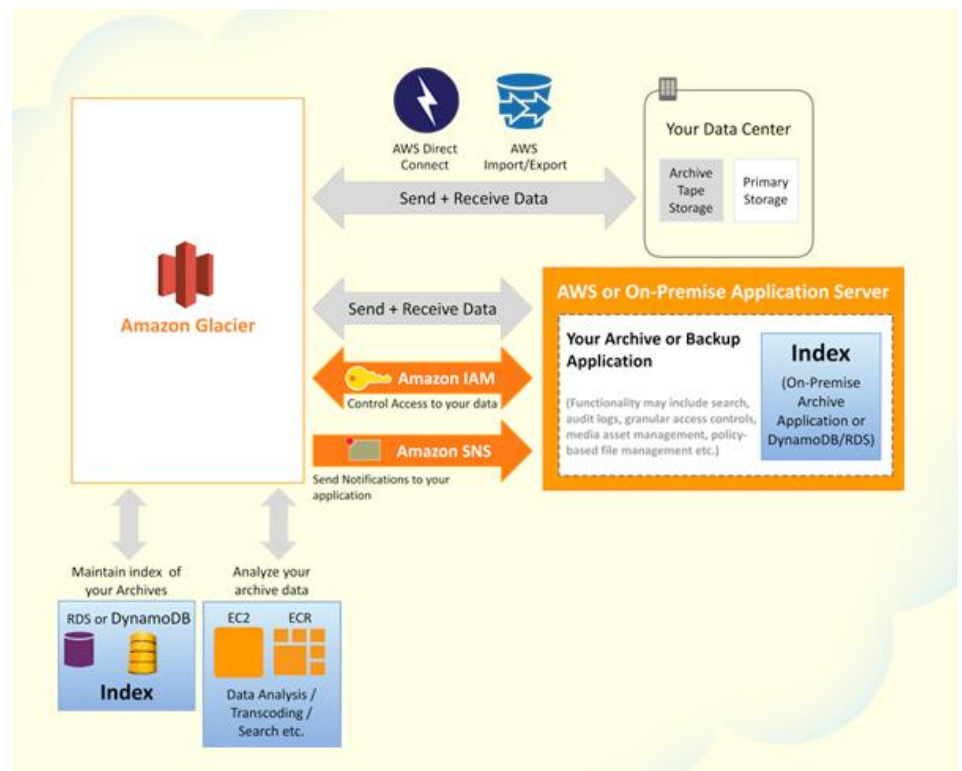 AWS Direct
Connect
AWS
Import/Export
Send + Receive Data
Your Data Center
Archive
Tape
Storage
Primary
Storage
Amazon Glacier
Send + Receive Data
Amazon IAM
Control Access to your data
Amazon SNS
Send Notifications to your
application
AWS or On-Premise Application Server
Your Archive or Backup
Application
(Functionality may include search,
audit logs, granular access controls,
media asset management, policy-
based file management etc.)
Index
(On-Premise
Archive
Application or
DynamoDB/RDS)
Maintain index of
your Archives
RDS or DynamoDB
Index
Analyze your
archive data
EC2 ECR
Data Analysis /
Transcoding /
Search etc.